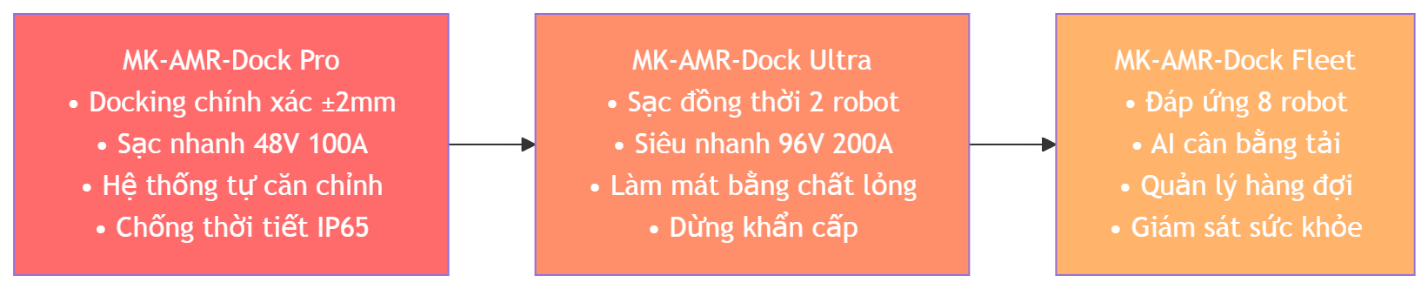 MK-AMR-Dock Pro
• Docking chính xác ±2mm
• Sạc nhanh 48V 100A
• Hệ thống tự căn chỉnh
• Chống thời tiết IP65
MK-AMR-Dock Ultra
• Sạc đồng thời 2 robot
• Siêu nhanh 96V 200A
• Làm mát bằng chất lỏng
• Dừng khẩn cấp
MK-AMR-Dock Fleet
• Đáp ứng 8 robot
• AI cân bằng tải
• Quản lý hàng đợi
• Giám sát sức khỏe